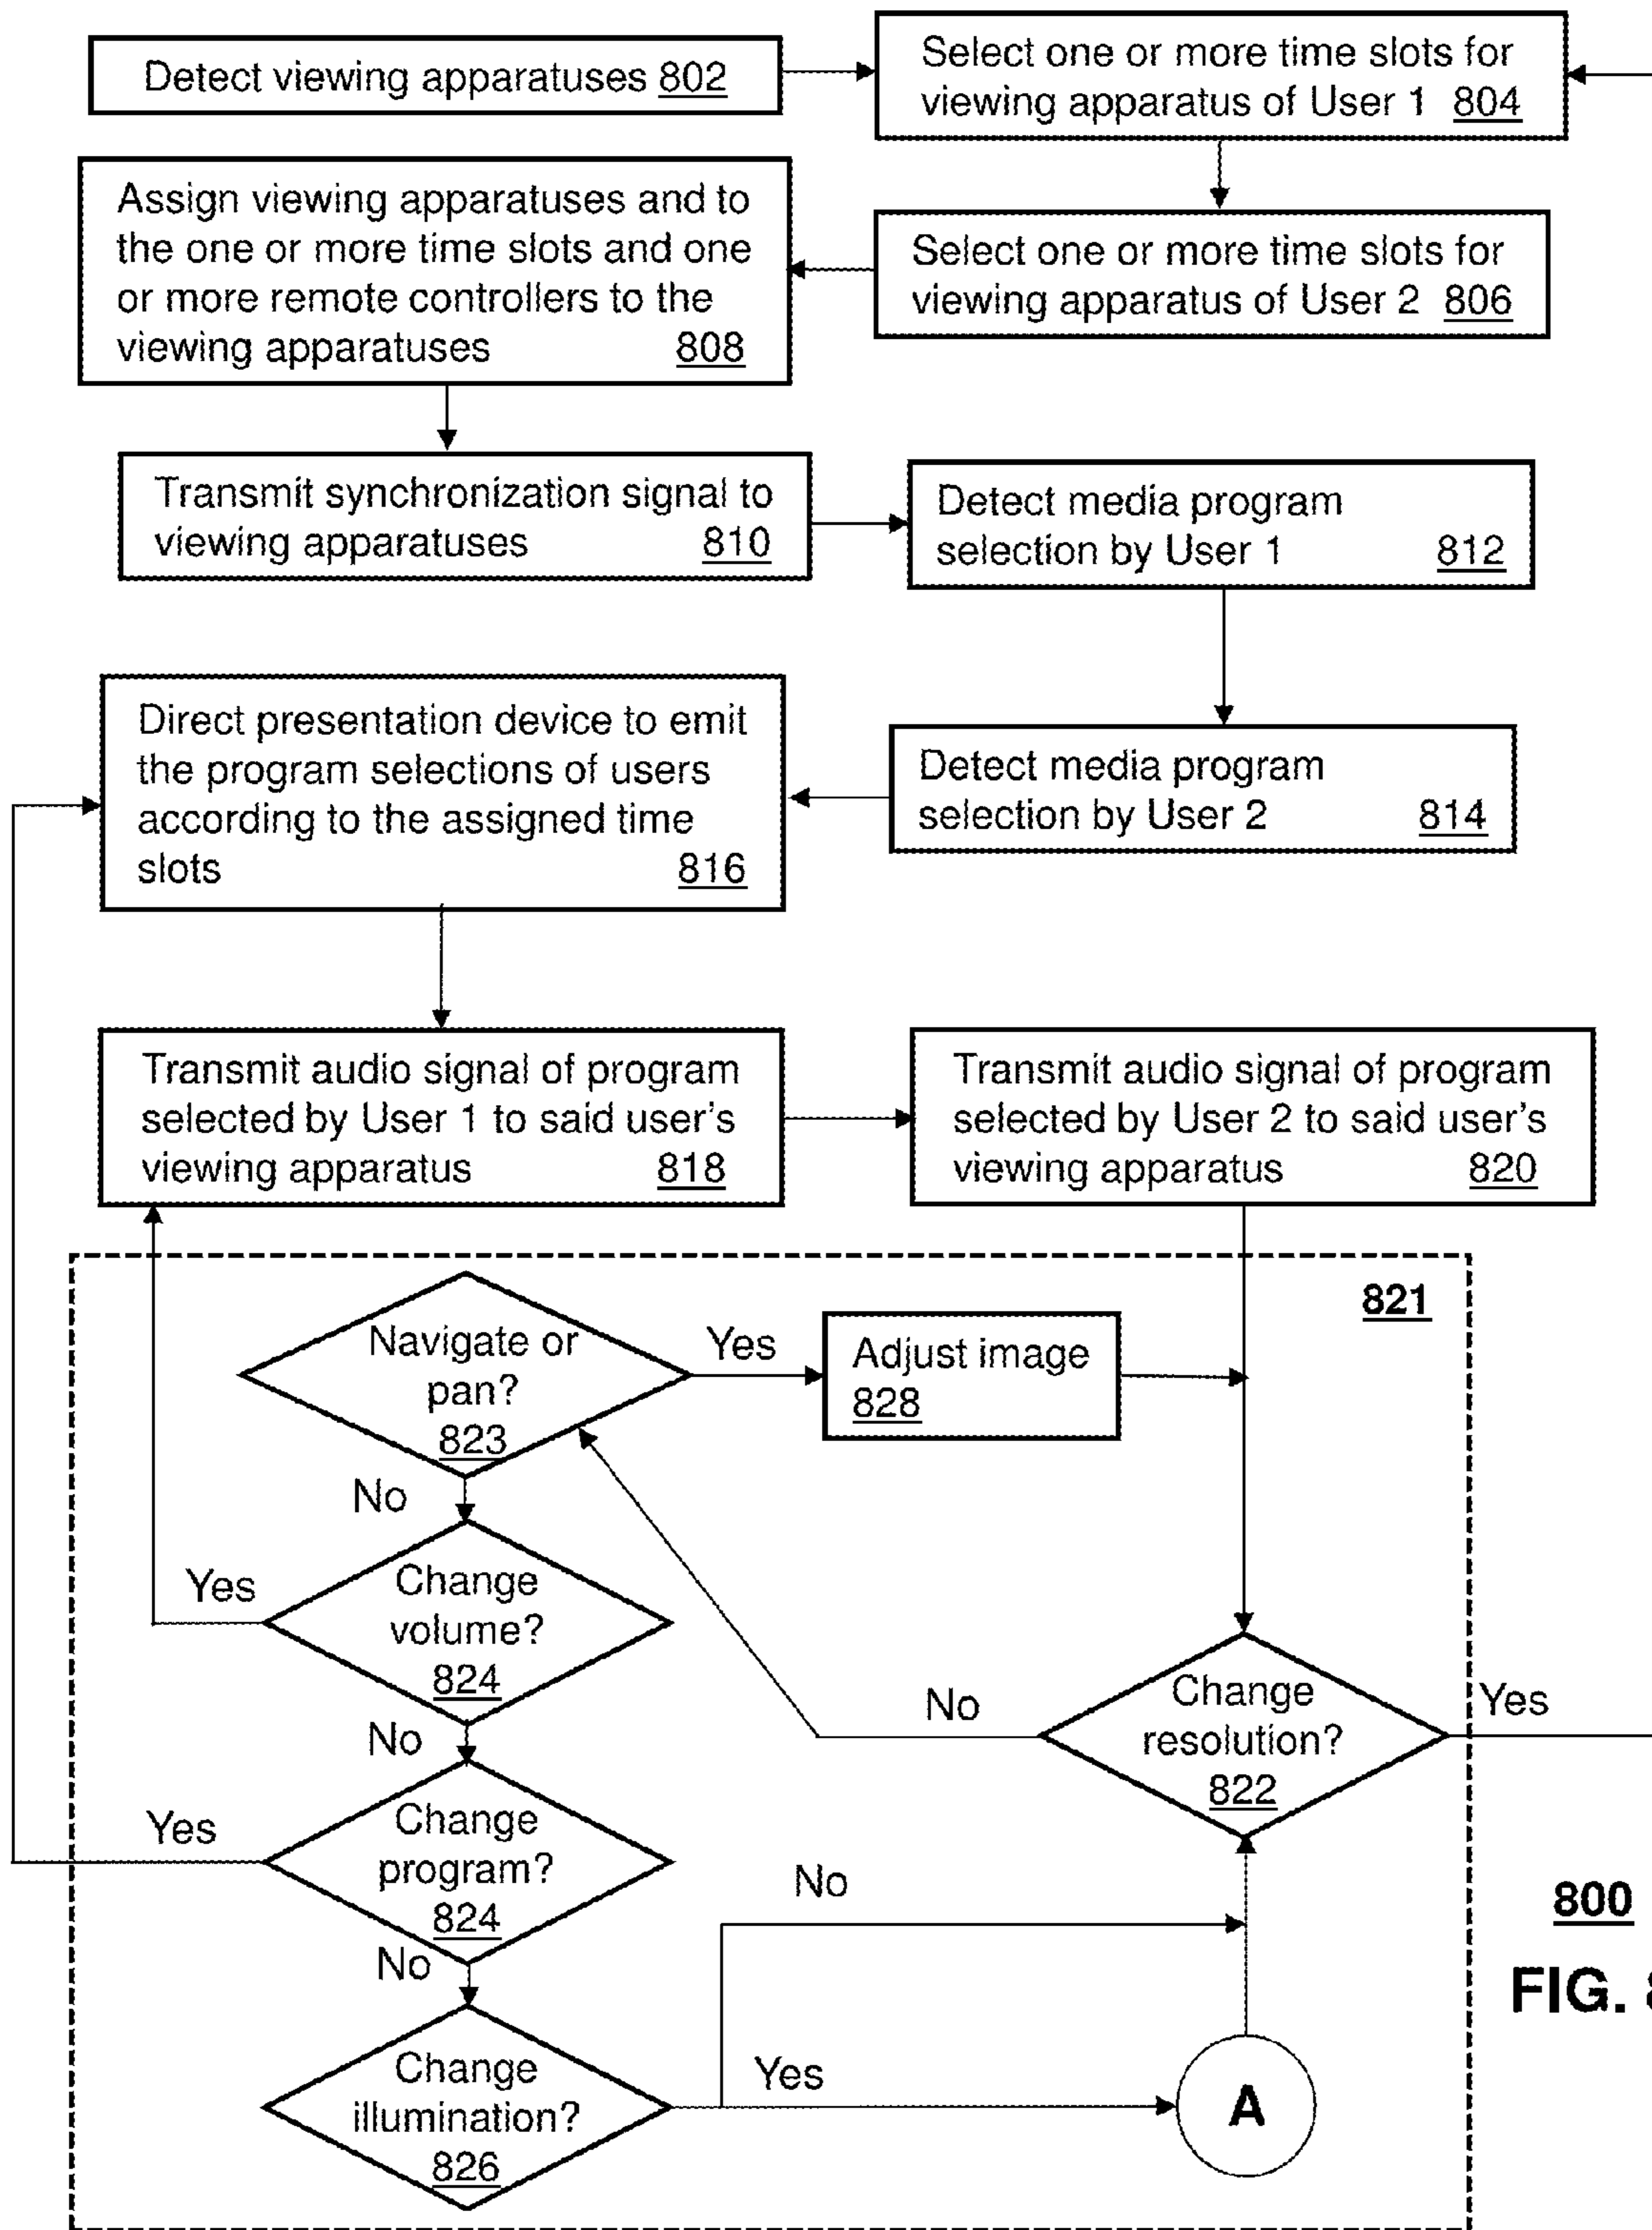 Detect viewing apparatuses 802
Select one or more time slots for
viewing apparatus of User 1 804
Assign viewing apparatuses and to
the one or more time slots and one
or more remote controllers to the
viewing apparatuses 808
Select one or more time slots for
viewing apparatus of User 2 806
Transmit synchronization signal to
viewing apparatuses 810
Detect media program
selection by User 1 812
Direct presentation device to emit
the program selections of users
according to the assigned time
slots 816
Detect media program
selection by User 2 814
Transmit audio signal of program
selected by User 1 to said user's
viewing apparatus 818
Transmit audio signal of program
selected by User 2 to said user's
viewing apparatus 820
821
Navigate or
pan?
823
Yes
Adjust image
828
No
Change
volume?
824
Yes
No
Change
resolution?
822
No
Yes
Change
program?
824
Yes
No
Change
illumination?
826
No
Yes
A
800
FIG.